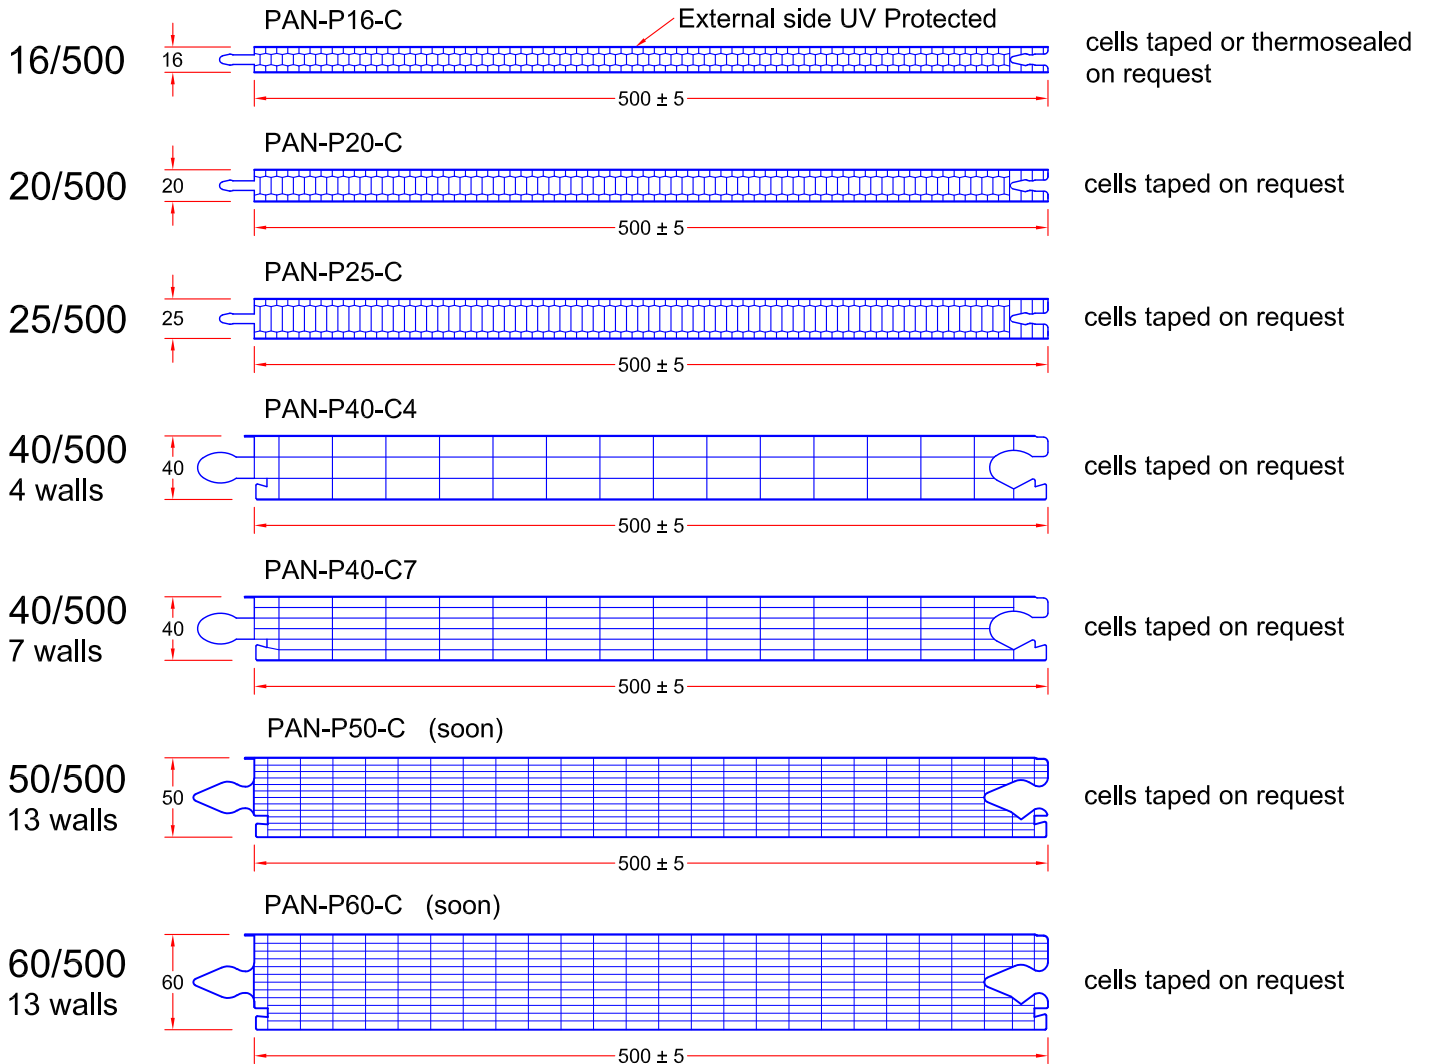 PAN-P16-C
External side UV Protected
16/500
16
cells taped or thermosealed
on request
500 ± 5
PAN-P20-C
20/500
20
cells taped on request
500 ± 5
PAN-P25-C
25/500
25
cells taped on request
500 ± 5
PAN-P40-C4
40/500
4 walls
40
cells taped on request
500 ± 5
PAN-P40-C7
40/500
7 walls
40
cells taped on request
500 ± 5
PAN-P50-C (soon)
50/500
13 walls
50
cells taped on request
500 ± 5
PAN-P60-C (soon)
60/500
13 walls
60
cells taped on request
500 ± 5